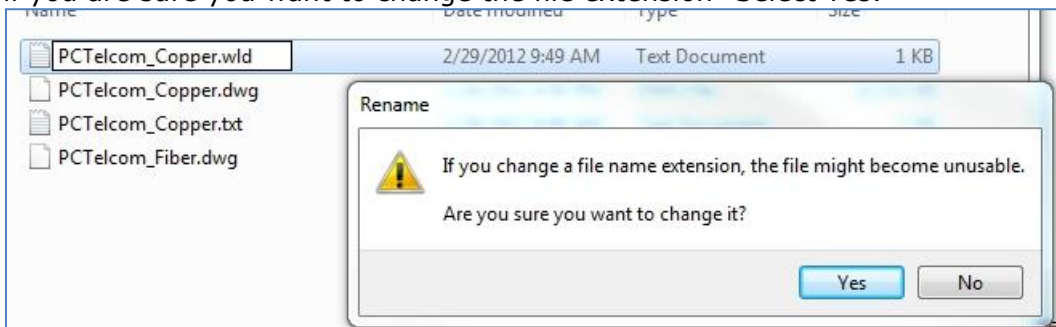 if you are sure you want to change the file extension "Select Yes."
Name Date modified Type Size
PCTelcom_Copper.wld 2/29/2012 9:49 AM Text Document 1 KB
PCTelcom_Copper.dwg
PCTelcom_Copper.txt
PCTelcom_Fiber.dwg
Rename
If you change a file name extension, the file might become unusable.
Are you sure you want to change it?
Yes No